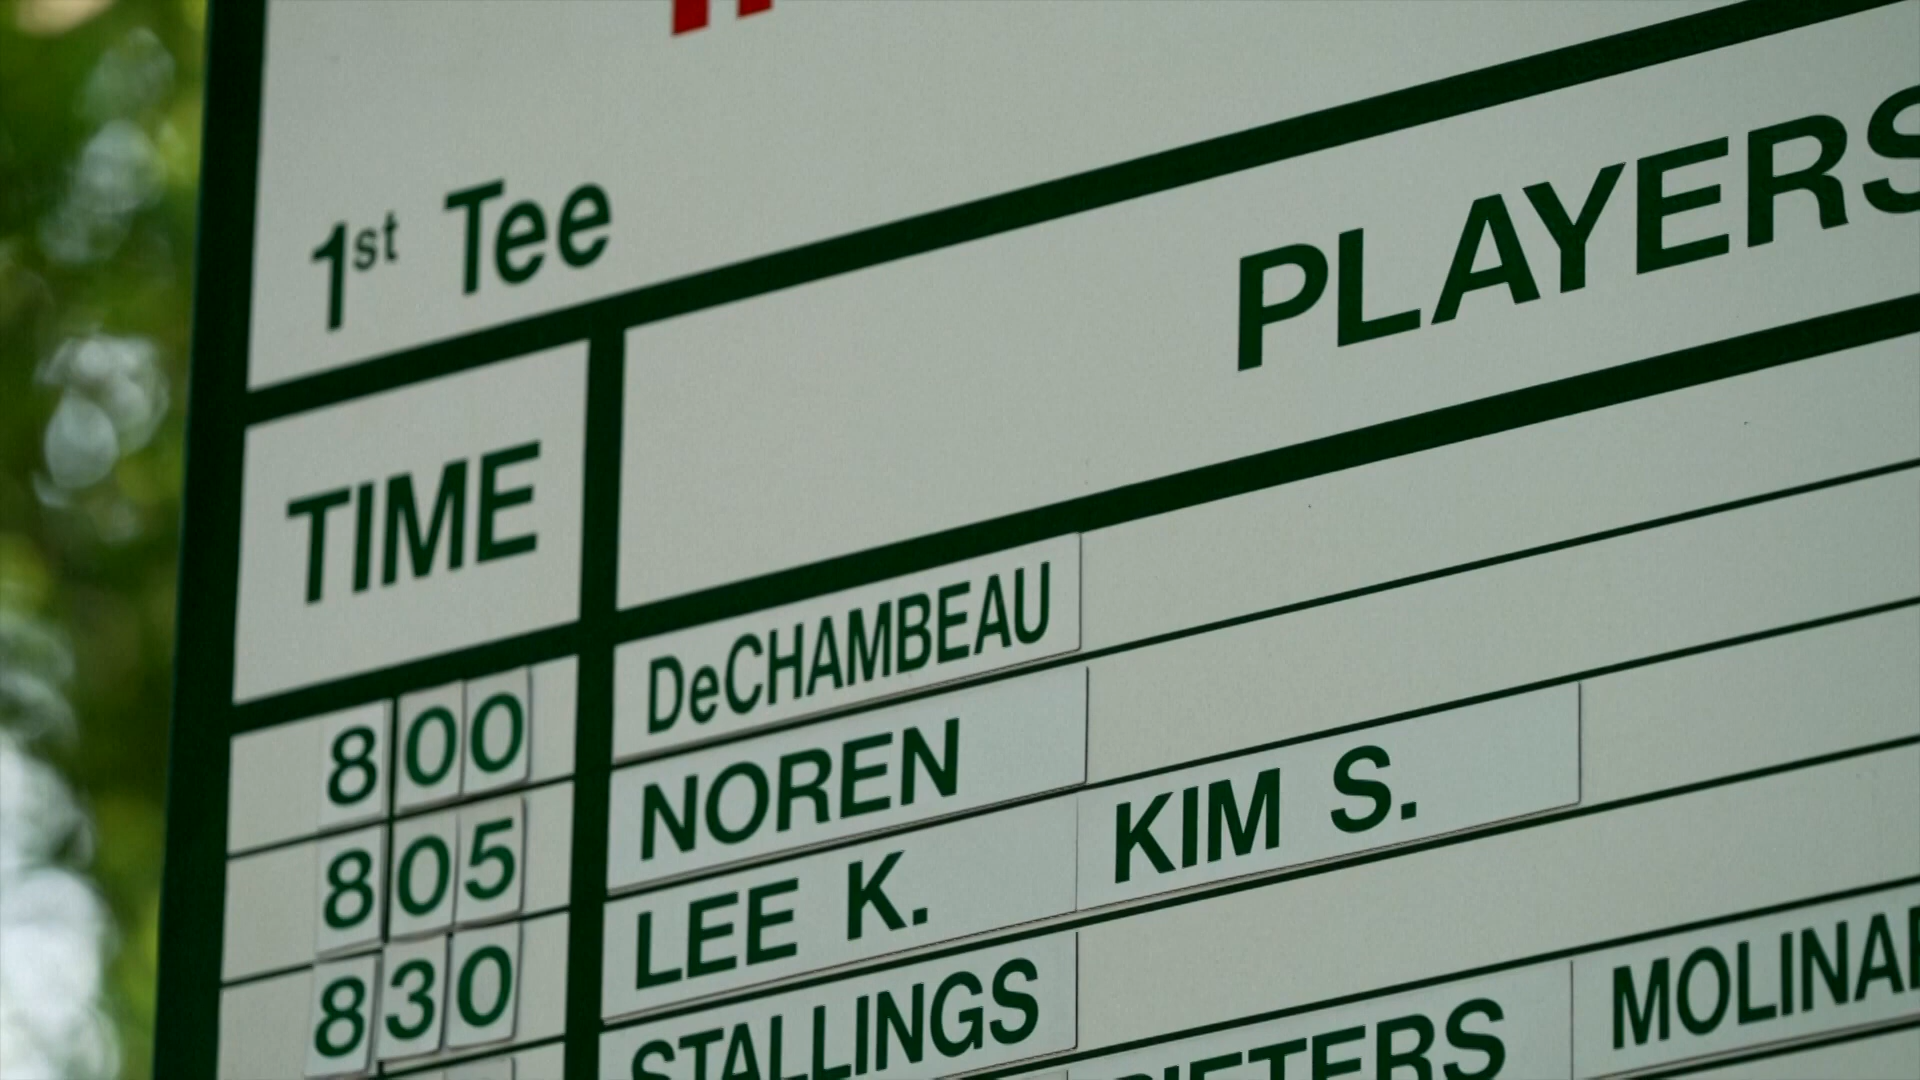 1st Tee
TIME PLAYERS
800 DeCHAMBEAU
805 NOREN
830 LEE K. KIM S.
STALLINGS